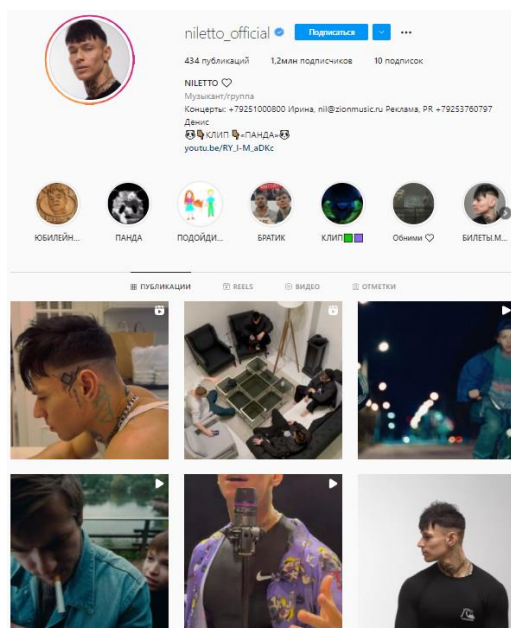 niletto_official Подписаться
434 публикаций 1,2млн подписчиков 10 подписок
NILETTO ♡
Музыкант/группа
Концерты: +79251000800 Ирина, nil@zionmusic.ru Реклама, PR +79253760797
Денис
🐼👇🏽КЛИП👇🏽=ПАНДА=🐼
youtu.be/RY_I-M_aDKc
ЮБИЛЕЙН... ПАНДА ПОДОЙДИ... БРАТИК КЛИП🟩🟪 Обними ♡ БИЛЕТЫ.М...
ПУБЛИКАЦИИ REELS ВИДЕО ОТМЕТКИ